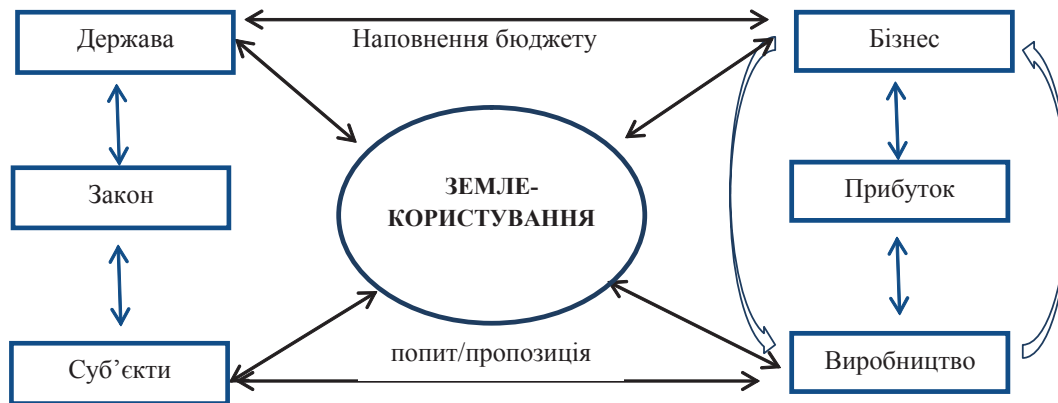 Держава
Наповнення бюджету
Бізнес
Закон
ЗЕМЛЕ-
КОРИСТУВАННЯ
Прибуток
Суб’єкти
попит/пропозиція
Виробництво